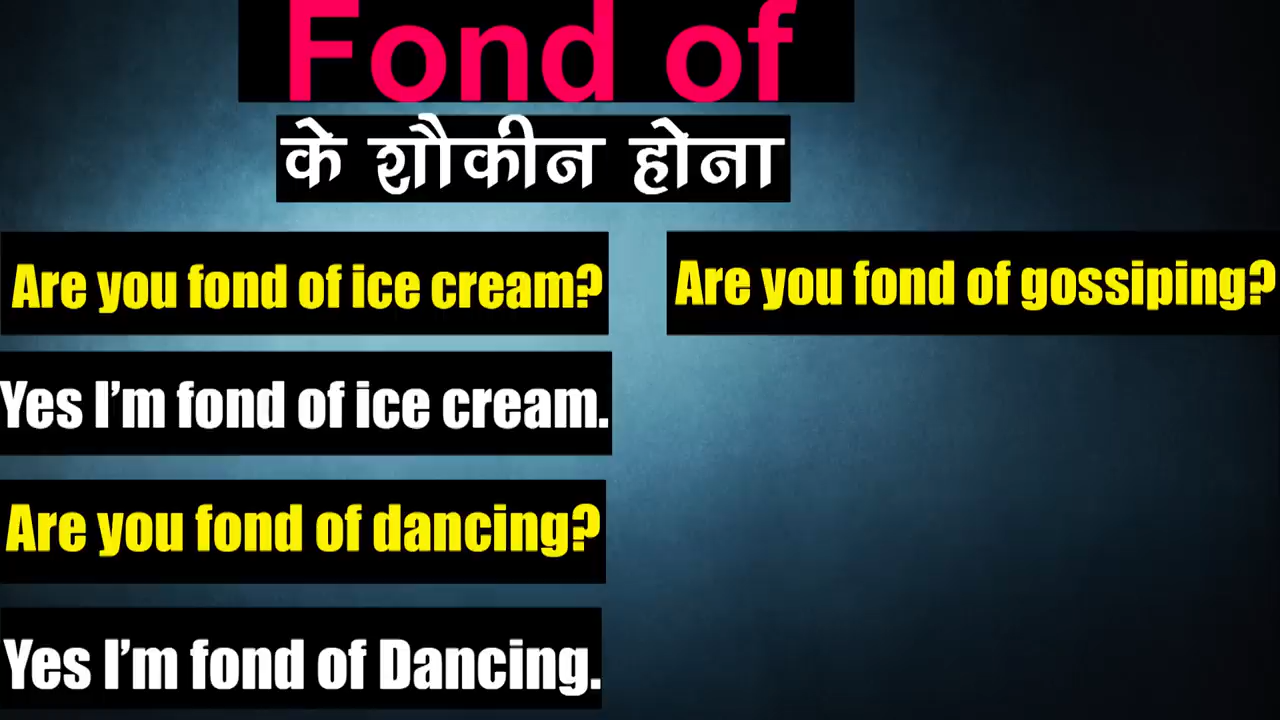 Fond of
के शौकीन होना
Are you fond of ice cream?
Yes I'm fond of ice cream.
Are you fond of dancing?
Yes I'm fond of Dancing.
Are you fond of gossiping?